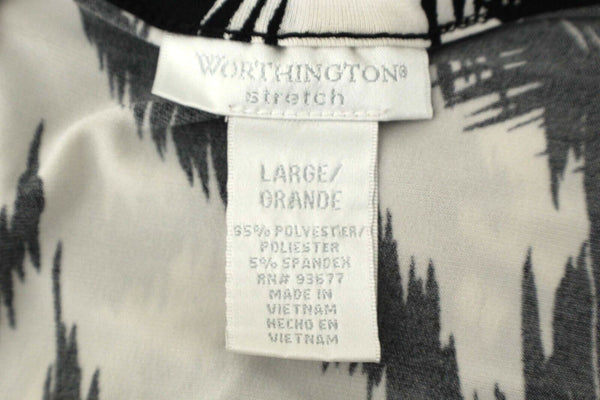 WORTHINGTON®
stretch
LARGE/
GRANDE
95% POLYESTER/
POLIESTER
5% SPANDEX
RN# 93677
MADE IN
VIETNAM
HECHO EN
VIETNAM